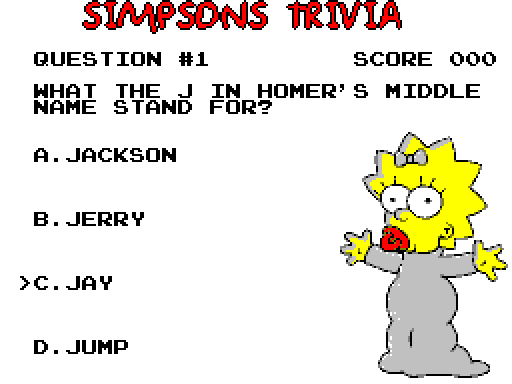 SIMPSONS TRIVIA
QUESTION #1 SCORE 000
WHAT THE J IN HOMER'S MIDDLE
NAME STAND FOR?
A.JACKSON
B.JERRY
>C.JAY
D.JUMP